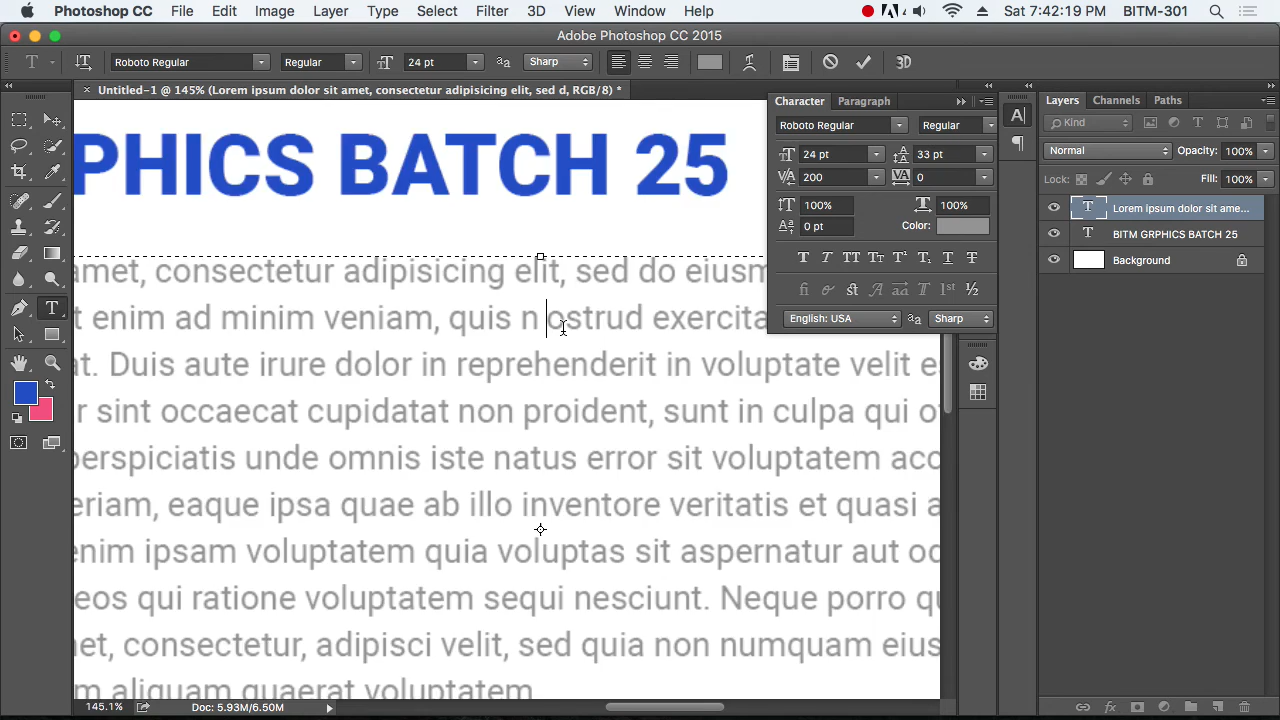 Photoshop CC File Edit Image Layer Type Select Filter 3D View Window Help Sat 7:42:19 PM BITM-301
Adobe Photoshop CC 2015
Roboto Regular Regular 24 pt Sharp 3D
Untitled-1 @ 145% (Lorem ipsum dolor sit amet, consectetur adipisicing elit, sed d, RGB/8) *
PHICS BATCH 25
amet, consectetur adipisicing elit, sed do eiusm
t enim ad minim veniam, quis n ostrud exercita
at. Duis aute irure dolor in reprehenderit in voluptate velit e
r sint occaecat cupidatat non proident, sunt in culpa qui o
perspiciatis unde omnis iste natus error sit voluptatem acc
eriam, eaque ipsa quae ab illo inventore veritatis et quasi a
enim ipsam voluptatem quia voluptas sit aspernatur aut od
eos qui ratione voluptatem sequi nesciunt. Neque porro qu
et, consectetur, adipisci velit, sed quia non numquam eius
m aliquam quaerat voluptatem
145.1% Doc: 5.93M/6.50M
Character Paragraph
Roboto Regular Regular
24 pt 33 pt
200 0
100% 100%
0 pt Color:
English: USA Sharp
Layers Channels Paths
Kind
Normal Opacity: 100%
Lock: Fill: 100%
Lorem ipsum dolor sit ame...
BITM GRPHICS BATCH 25
Background